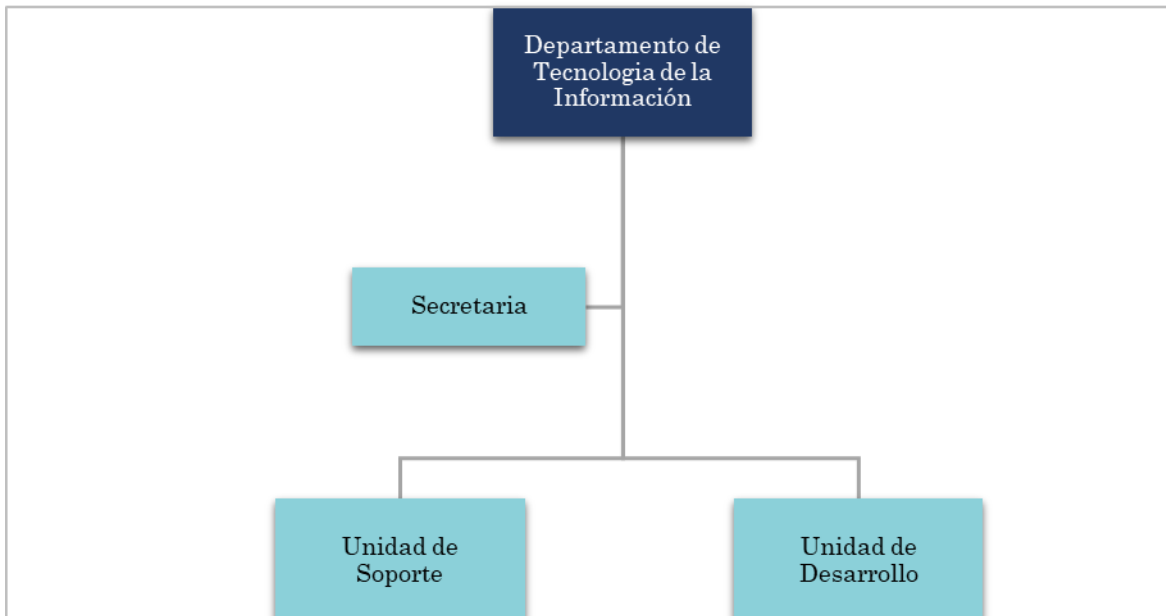 Departamento de
Tecnologia de la
Información
Secretaria
Unidad de
Soporte
Unidad de
Desarrollo